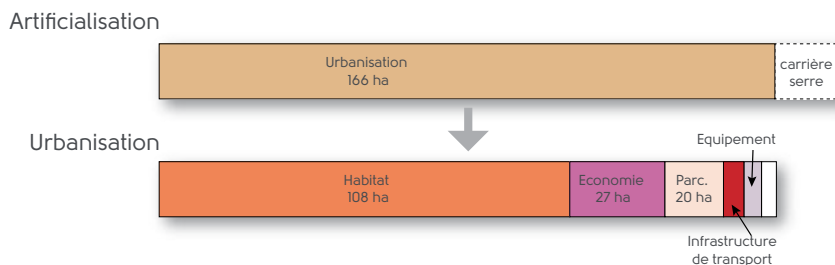 Artificialisation
Urbanisation
166 ha
carrière
serre
Urbanisation
Equipement
Habitat
108 ha
Economie
27 ha
Parc.
20 ha
Infrastructure
de transport